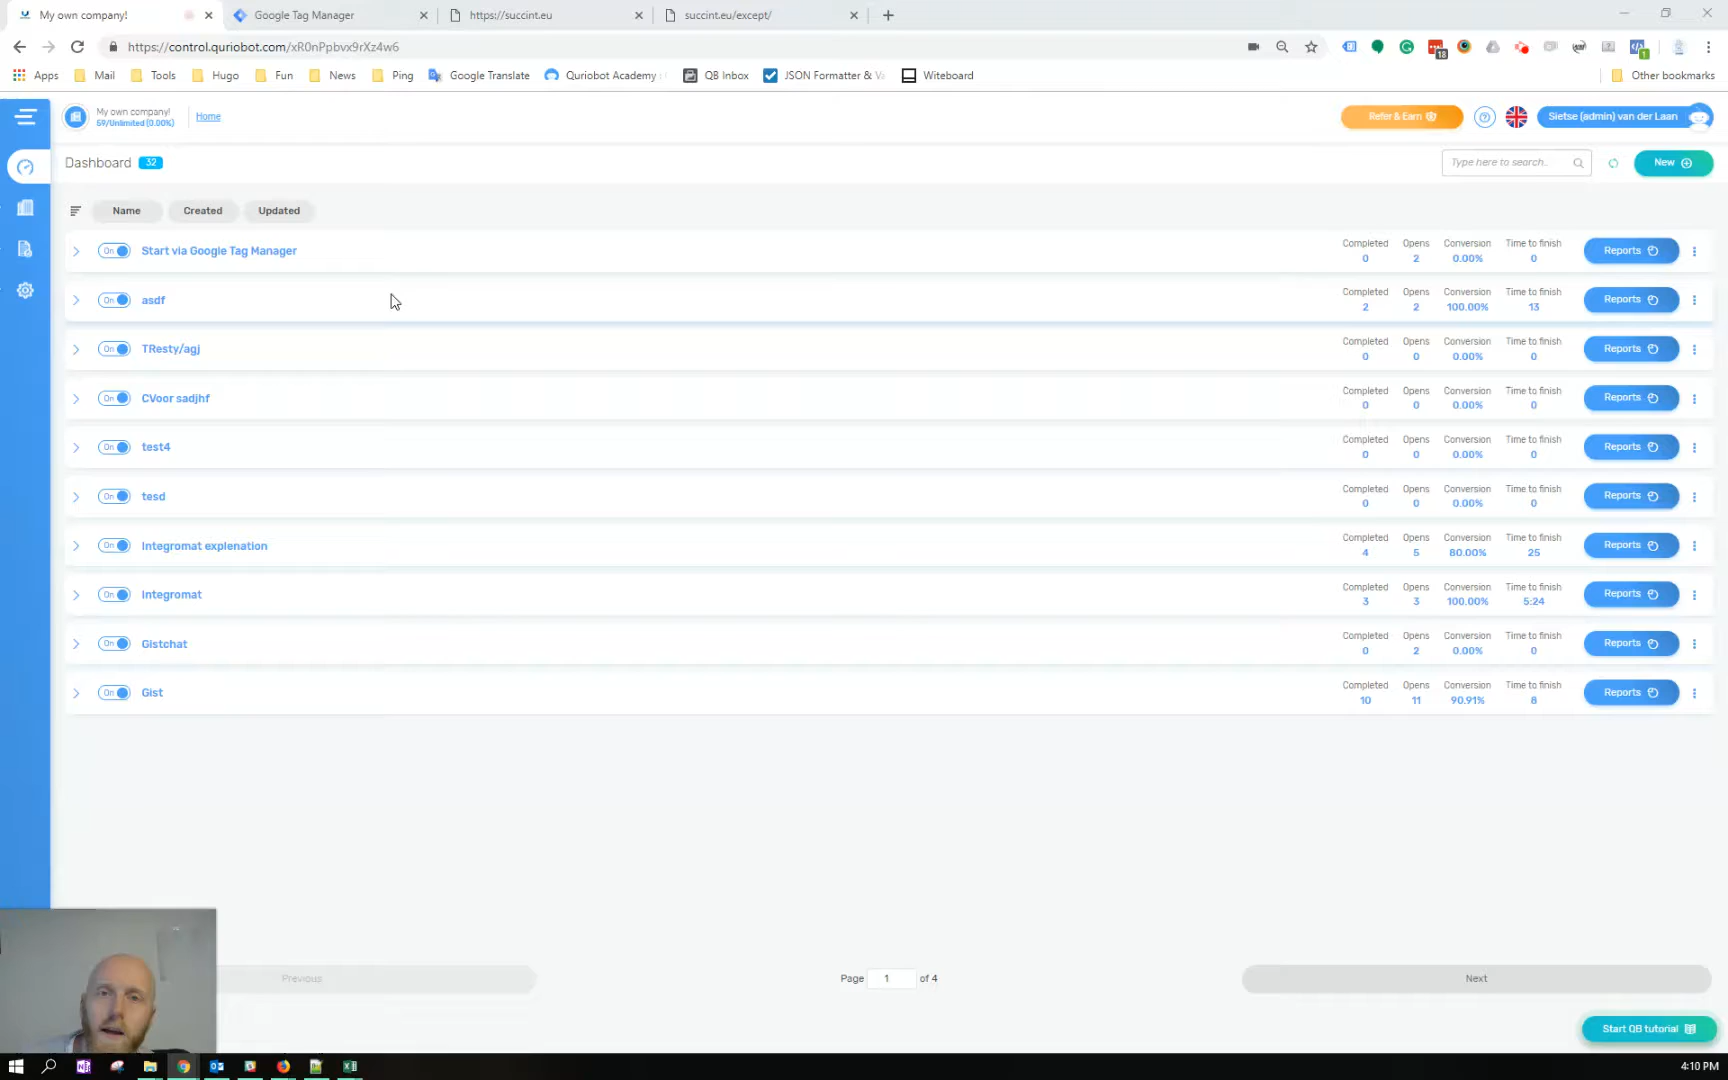 My own company!
Google Tag Manager
https://succint.eu
succint.eu/except/
https://control.quriobot.com/xR0nPpbvx9rXz4w6
18
1
Apps
Mail
Tools
Hugo
Fun
News
Ping
Google Translate
Quriobot Academy
QB Inbox
JSON Formatter & Va
Witeboard
Other bookmarks
My own company!
59/Unlimited (0.00%)
Home
Refer & Earn
Sietse (admin) van der Laan
Dashboard 32
Type here to search..
New
Name Created Updated
On Start via Google Tag Manager
Completed Opens Conversion Time to finish
0 2 0.00% 0
Reports
On asdf
Completed Opens Conversion Time to finish
2 2 100.00% 13
Reports
On TResty/agj
Completed Opens Conversion Time to finish
0 0 0.00% 0
Reports
On CVoor sadjhf
Completed Opens Conversion Time to finish
0 0 0.00% 0
Reports
On test4
Completed Opens Conversion Time to finish
0 0 0.00% 0
Reports
On tesd
Completed Opens Conversion Time to finish
0 0 0.00% 0
Reports
On Integromat explenation
Completed Opens Conversion Time to finish
4 5 80.00% 25
Reports
On Integromat
Completed Opens Conversion Time to finish
3 3 100.00% 5:24
Reports
On Gistchat
Completed Opens Conversion Time to finish
0 2 0.00% 0
Reports
On Gist
Completed Opens Conversion Time to finish
10 11 90.91% 8
Reports
Previous
Page 1 of 4
Next
Start QB tutorial
4:10 PM